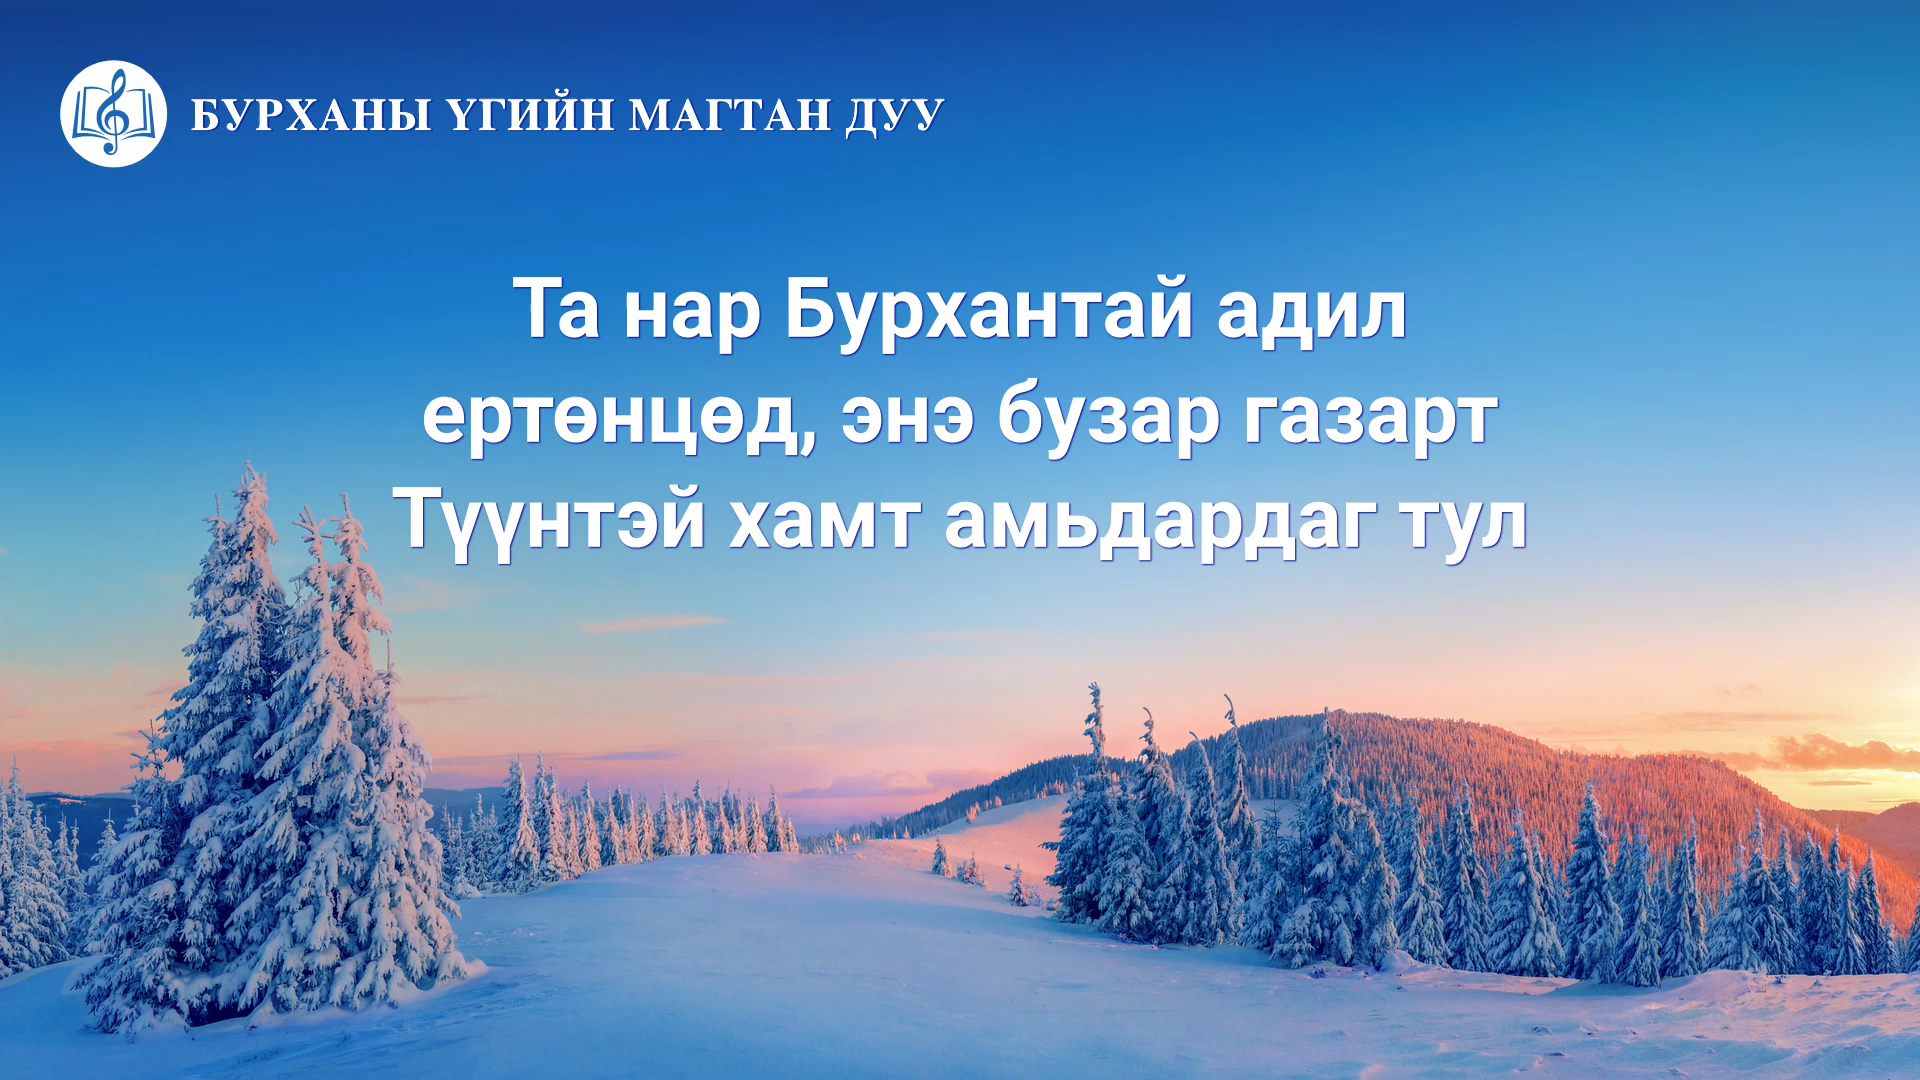 БУРХАНЫ ҮГИЙН МАГТАН ДУУ
Та нар Бурхантай адил
ертөнцөд, энэ бузар газарт
Түүнтэй хамт амьдардаг тул